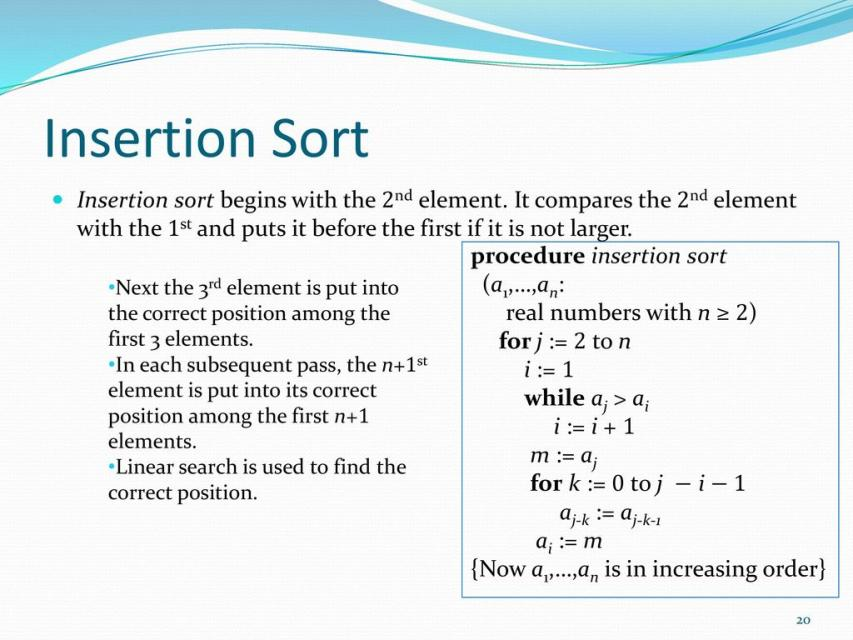 Insertion Sort
• Insertion sort begins with the 2nd element. It compares the 2nd element
with the 1st and puts it before the first if it is not larger.
•Next the 3rd element is put into
the correct position among the
first 3 elements.
•In each subsequent pass, the n+1st
element is put into its correct
position among the first n+1
elements.
•Linear search is used to find the
correct position.
procedure insertion sort
(a1,…,an:
real numbers with n ≥ 2)
for j := 2 to n
i := 1
while aj > ai
i := i + 1
m := aj
for k := 0 to j − i − 1
aj-k := aj-k-1
ai := m
{Now a1,…,an is in increasing order}
20